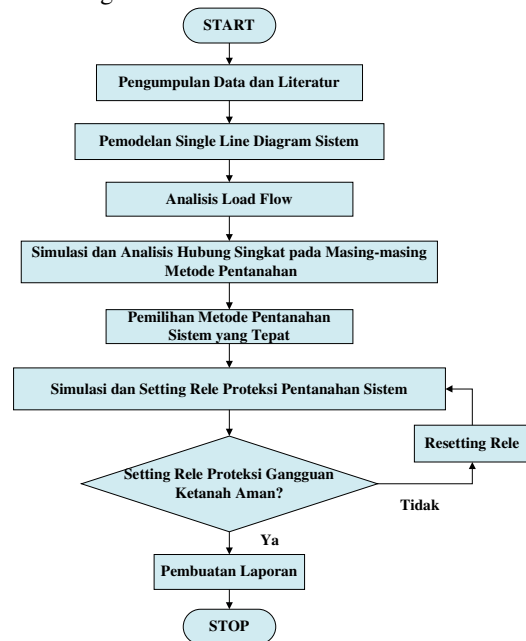 START
Pengumpulan Data dan Literatur
Pemodelan Single Line Diagram Sistem
Analisis Load Flow
Simulasi dan Analisis Hubung Singkat pada Masing-masing
Metode Pentanahan
Pemilihan Metode Pentanahan
Sistem yang Tepat
Simulasi dan Setting Rele Proteksi Pentanahan Sistem
Resetting Rele
Setting Rele Proteksi Gangguan
Ketanah Aman?
Tidak
Ya
Pembuatan Laporan
STOP